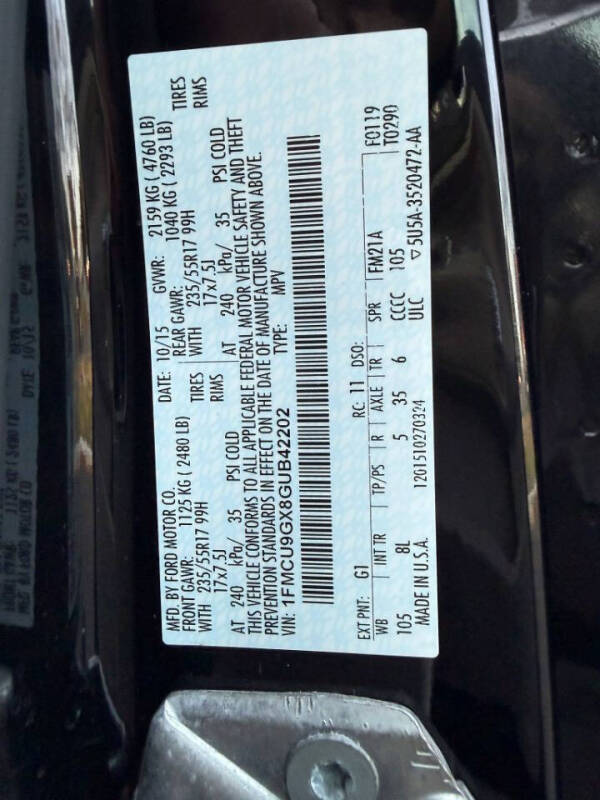 MFD. BY FORD MOTOR CO. DATE: 10/15 GVWR: 2159 KG ( 4760 LB)
FRONT GAWR: 1125 KG ( 2480 LB) REAR GAWR: 1040 KG ( 2293 LB)
WITH 235/55R17 99H TIRES WITH 235/55R17 99H TIRES
17x7.5J RIMS 17x7.5J RIMS
AT 240 kPa/ 35 PSI COLD AT 240 kPa/ 35 PSI COLD
THIS VEHICLE CONFORMS TO ALL APPLICABLE FEDERAL MOTOR VEHICLE SAFETY AND THEFT
PREVENTION STANDARDS IN EFFECT ON THE DATE OF MANUFACTURE SHOWN ABOVE.
VIN: 1FMCU9GX8GUB42202 TYPE: MPV
EXT PNT: G1 RC: 11 DSO: F0119
WB INT TR TP/PS R AXLE TR SPR FM21A T0290
105 8L 5 35 6 CCCC 105
MADE IN U.S.A. 1201510270324 ULC ▽5U5A-3520472-AA